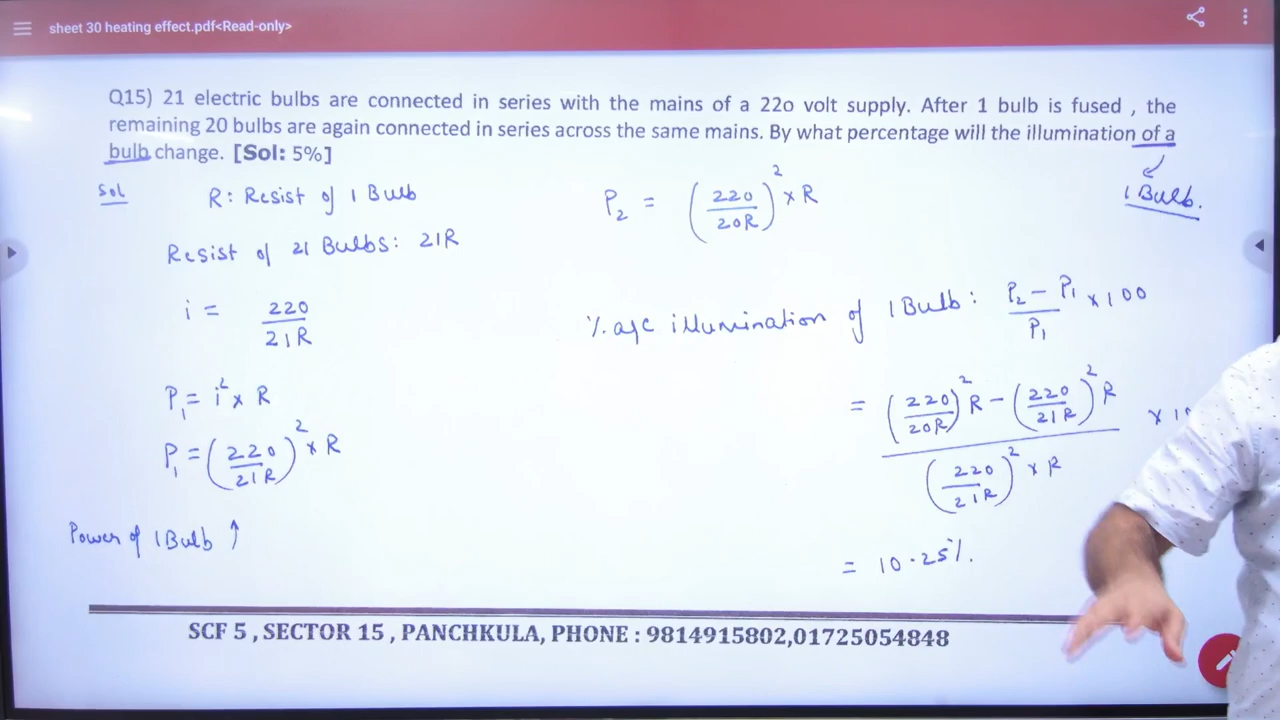 sheet 30 heating effect.pdf<Read-only>
Q15) 21 electric bulbs are connected in series with the mains of a 22o volt supply. After 1 bulb is fused , the
remaining 20 bulbs are again connected in series across the same mains. By what percentage will the illumination of a
bulb change. [Sol: 5%]
Sol
R: Resist of 1 Bulb
Resist of 21 Bulbs: 21R
i = 220/21R
P₁ = i² × R
P₁ = (220/21R)² × R
Power of 1 Bulb ↑
P₂ = (220/20R)² × R
1 Bulb.
illumination of 1 Bulb: (P₂ - P₁)/P₁ × 100
= ((220/20R)² R - (220/21R)² R)/((220/21R)² × R)
= 10.25%.
SCF 5 , SECTOR 15 , PANCHKULA, PHONE : 9814915802,01725054848